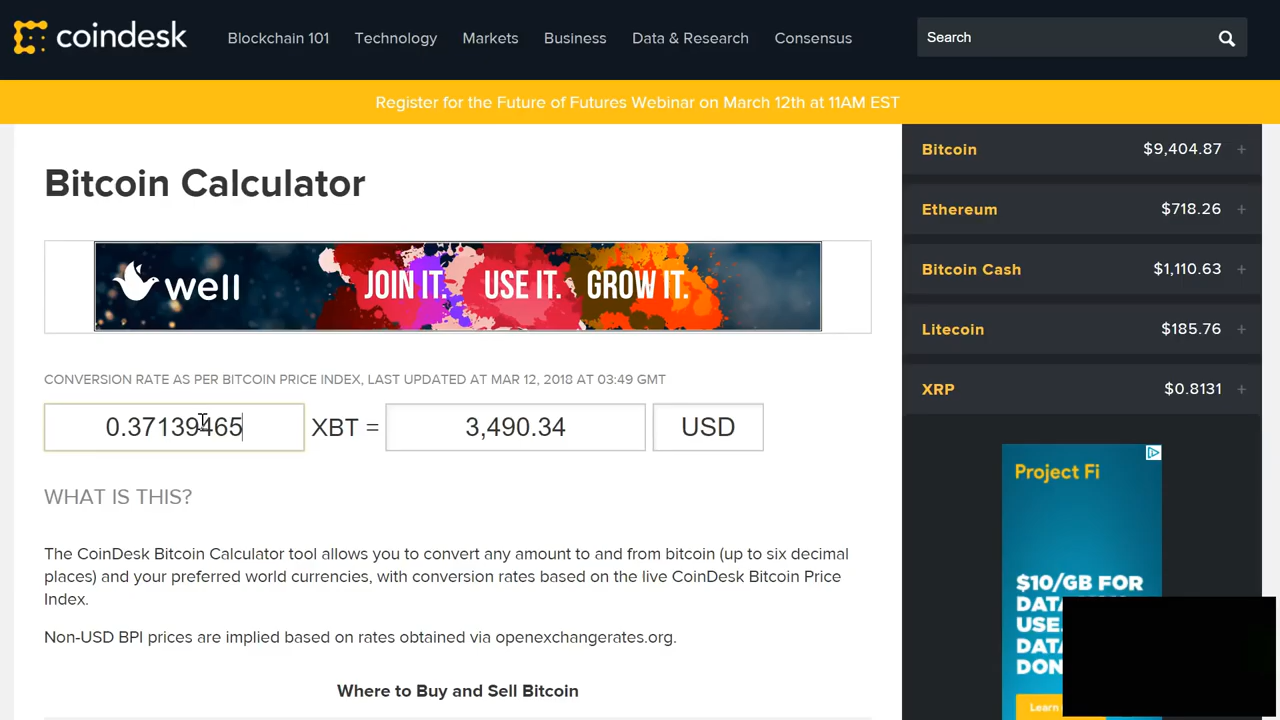 coindesk
Blockchain 101 Technology Markets Business Data & Research Consensus
Search
Register for the Future of Futures Webinar on March 12th at 11AM EST
Bitcoin Calculator
well JOIN IT. USE IT. GROW IT.
CONVERSION RATE AS PER BITCOIN PRICE INDEX, LAST UPDATED AT MAR 12, 2018 AT 03:49 GMT
0.37139465 XBT = 3,490.34 USD
WHAT IS THIS?
The CoinDesk Bitcoin Calculator tool allows you to convert any amount to and from bitcoin (up to six decimal
places) and your preferred world currencies, with conversion rates based on the live CoinDesk Bitcoin Price
Index.
Non-USD BPI prices are implied based on rates obtained via openexchangerates.org.
Where to Buy and Sell Bitcoin
Bitcoin $9,404.87 +
Ethereum $718.26 +
Bitcoin Cash $1,110.63 +
Litecoin $185.76 +
XRP $0.8131 +
Project Fi
$10/GB FOR
DAT
USE.
DATA
DON
Learn